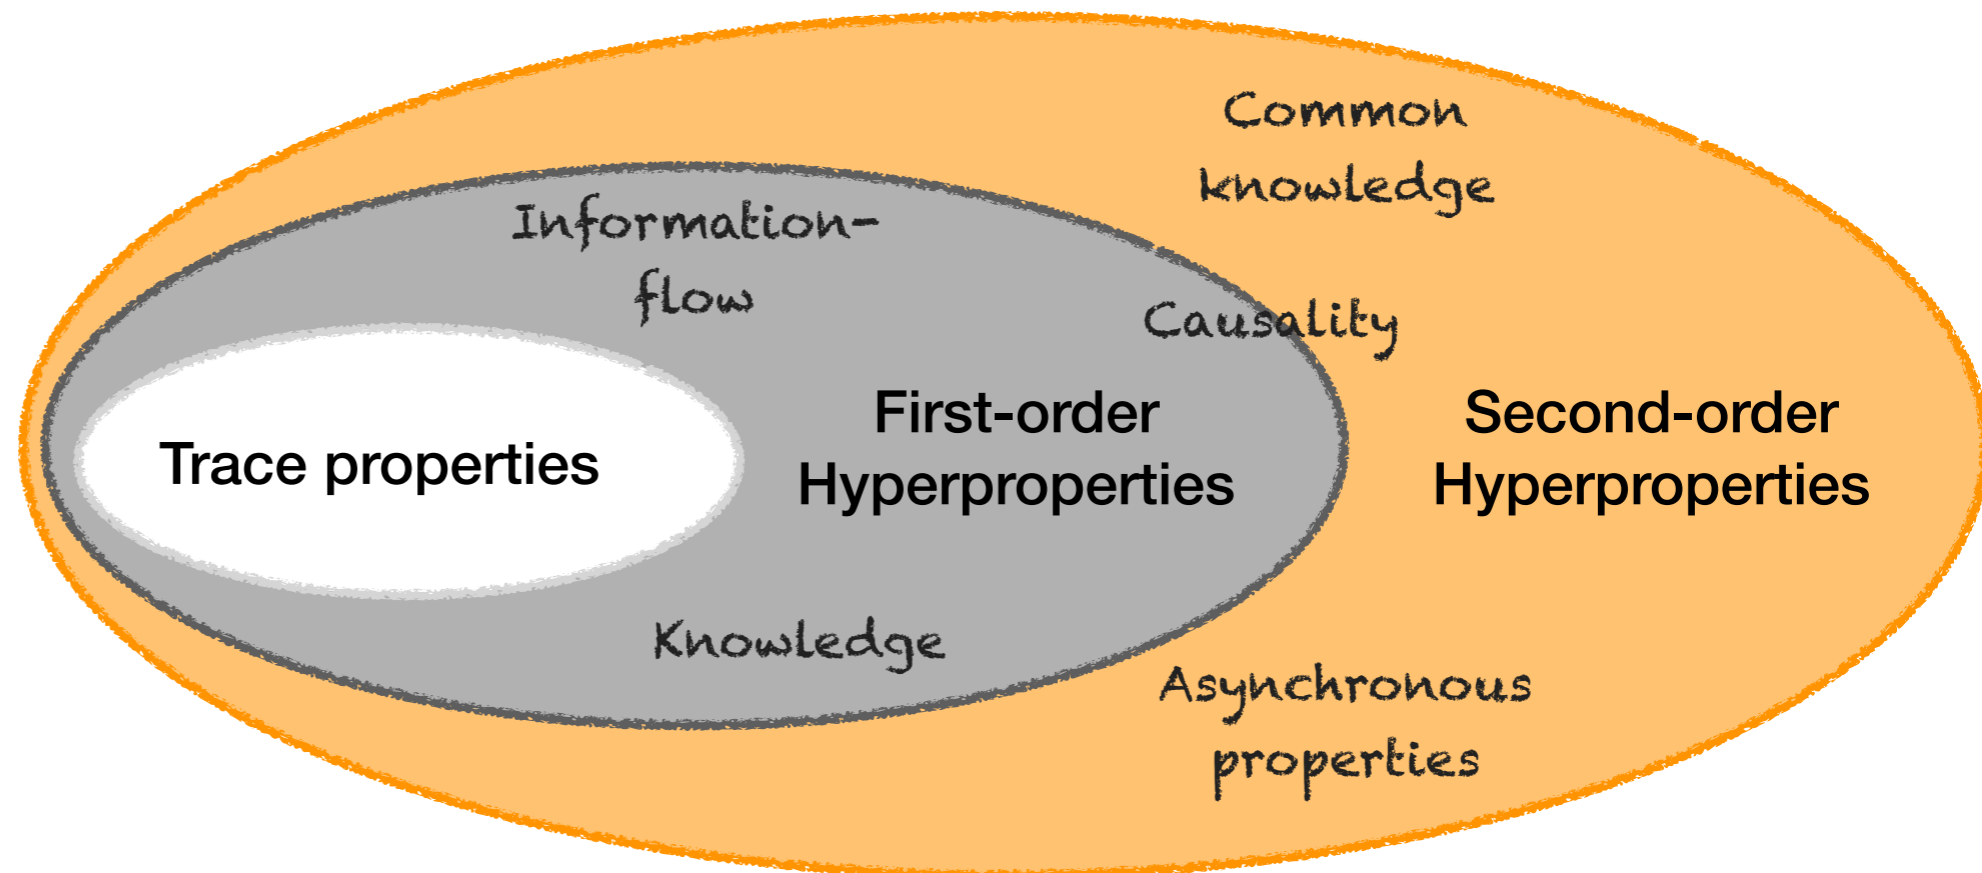 Common
knowledge
Information-
flow
Causality
First-order
Hyperproperties
Second-order
Hyperproperties
Trace properties
Knowledge
Asynchronous
properties